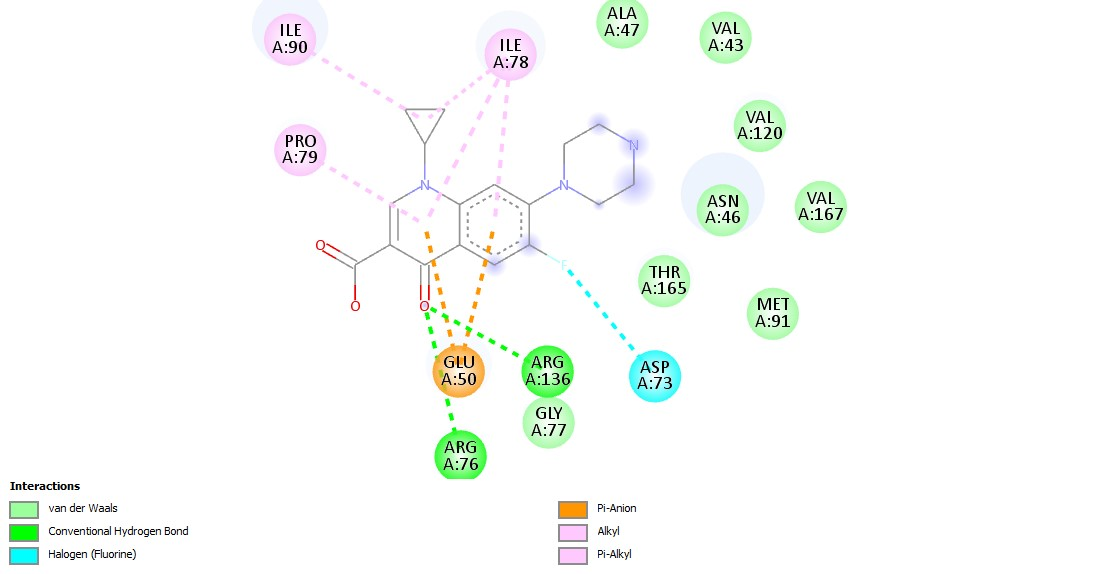 ALA
A:47
VAL
A:43
ILE
A:90
ILE
A:78
VAL
A:120
PRO
A:79
N
N
N
ASN
A:46
VAL
A:167
O
F
THR
A:165
O
O
MET
A:91
GLU
A:50
ARG
A:136
ASP
A:73
GLY
A:77
ARG
A:76
Interactions
van der Waals
Conventional Hydrogen Bond
Halogen (Fluorine)
Pi-Anion
Alkyl
Pi-Alkyl